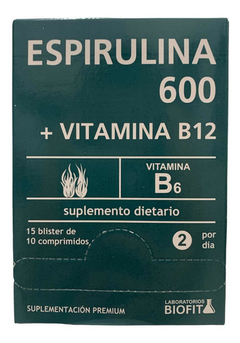 ESPIRULINA
600
+ VITAMINA B12
VITAMINA
B6
suplemento dietario
15 blister de
10 comprimidos
2 por
día
SUPLEMENTACIÓN PREMIUM
LABORATORIOS
BIOFIT